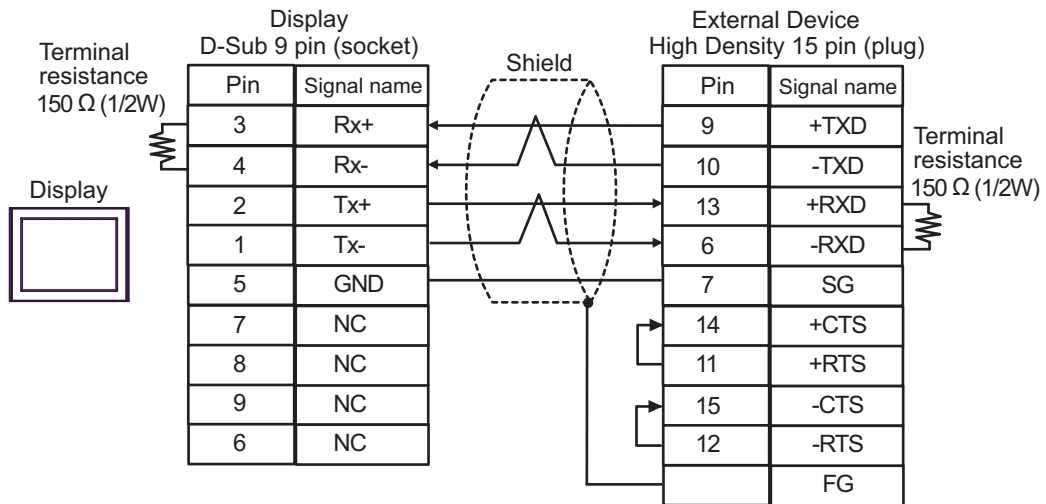 Display
D-Sub 9 pin (socket)
External Device
High Density 15 pin (plug)
Terminal
resistance
150 Ω (1/2W)
Shield
Pin Signal name
3 Rx+
4 Rx-
2 Tx+
1 Tx-
5 GND
7 NC
8 NC
9 NC
6 NC
Display
Pin Signal name
9 +TXD
10 -TXD
13 +RXD
6 -RXD
7 SG
14 +CTS
11 +RTS
15 -CTS
12 -RTS
FG
Terminal
resistance
150 Ω (1/2W)